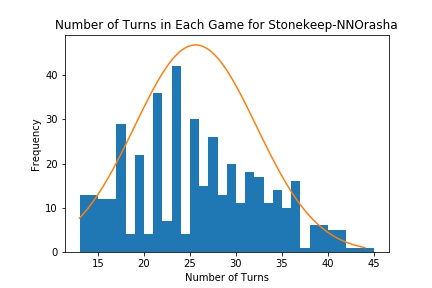 Number of Turns in Each Game for Stonekeep-NNOrasha
Frequency
40
30
20
10
0
15 20 25 30 35 40 45
Number of Turns